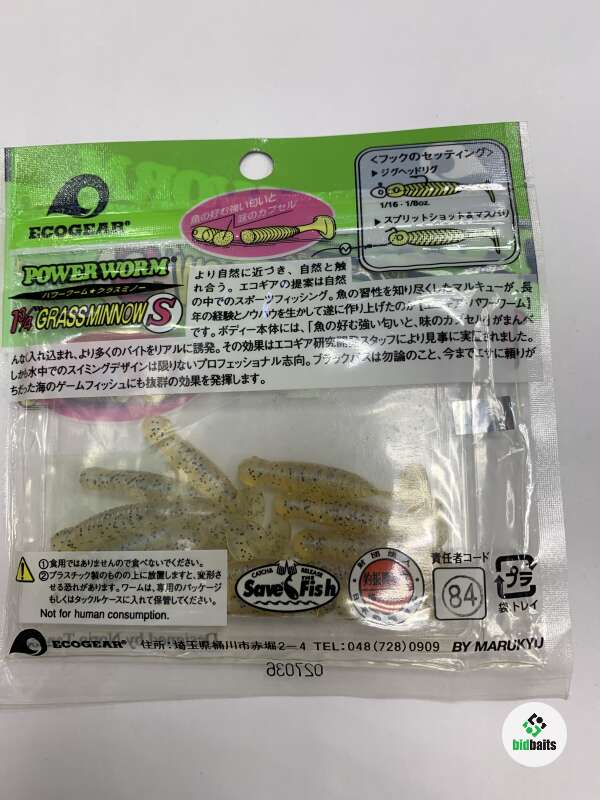 <フックのセッティング>
▶ジグヘッドリグ
1/16・1/8oz.
▶スプリットショット&マスバリ
魚の好む強い匂いと
味のカプセル
ECOGEAR®
POWER WORM®
パワーワーム★グラスミノー
GRASS MINNOW S
より自然に近づき、自然と触
れ合う。エコギアの提案は自然
の中でのスポーツフィッシング。魚の習性を知り尽くしたマルキューが、長
年の経験とノウハウを生かして遂に作り上げたのが【エコギア パワーワーム】
です。ボディー本体には、「魚の好む強い匂いと、味のカプセル」がまんべ
んなく入れ込まれ、より多くのバイトをリアルに誘発。その効果はエコギア研究開発スタッフにより見事に実証されました。
しかも水中でのスイミングデザインは限りないプロフェッショナル志向。ブラックバスは勿論のこと、今までエサに頼りが
ちだった海のゲームフィッシュにも抜群の効果を発揮します。
①食用ではありませんので食べないでください。
②プラスチック製のものの上に放置しますと、変形さ
せる恐れがあります。ワームは、専用のパッケージ
もしくはタックルケースに入れて保管してください。
Not for human consumption.
CATCH & RELEASE
Save The Fish
財団法人
責任者コード
84
プラ
袋 トレイ
Designed by Norio
ECOGEAR® 住所:埼玉県桶川市赤堀2-4 TEL:048(728)0909 BY MARUKYU
027036
bidbaits